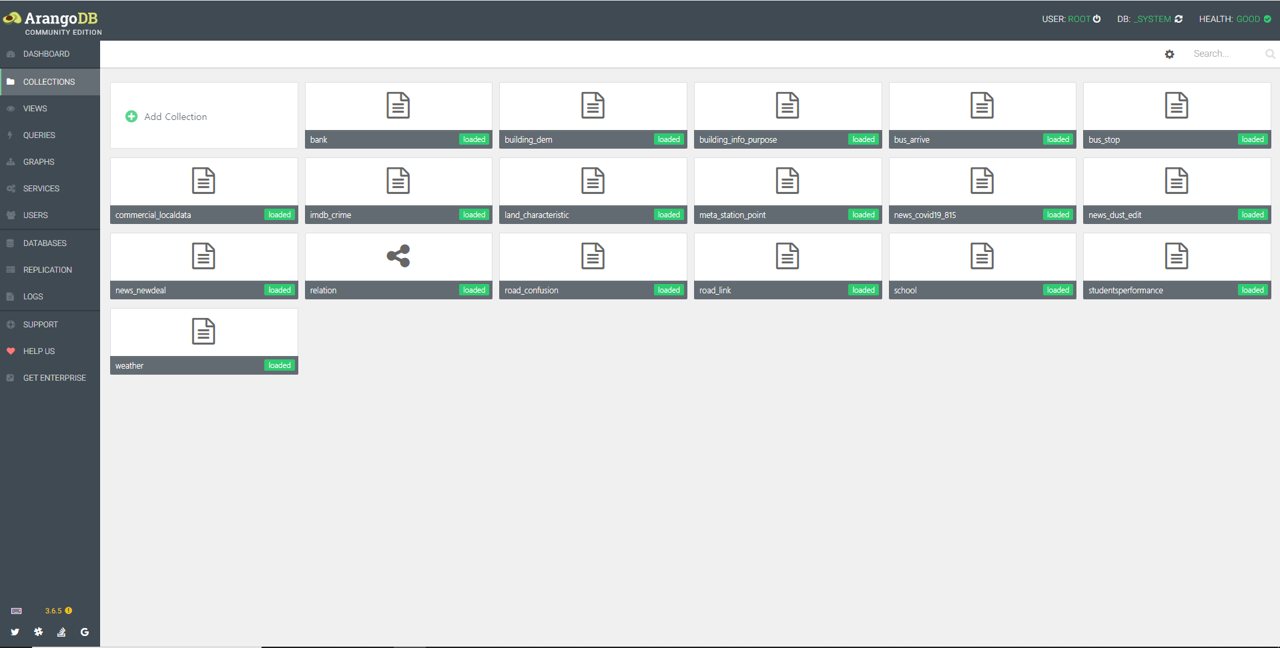 ArangoDB
COMMUNITY EDITION
USER: ROOT DB: _SYSTEM HEALTH: GOOD
DASHBOARD
Search...
COLLECTIONS
VIEWS
QUERIES
GRAPHS
SERVICES
USERS
DATABASES
REPLICATION
LOGS
SUPPORT
HELP US
GET ENTERPRISE
3.6.5
Add Collection
bank loaded
building_dem loaded
building_info_purpose loaded
bus_arrive loaded
bus_stop loaded
commercial_localdata loaded
imdb_crime loaded
land_characteristic loaded
meta_station_point loaded
news_covid19_815 loaded
news_dust_edit loaded
news_newdeal loaded
relation loaded
road_confusion loaded
road_link loaded
school loaded
studentsperformance loaded
weather loaded